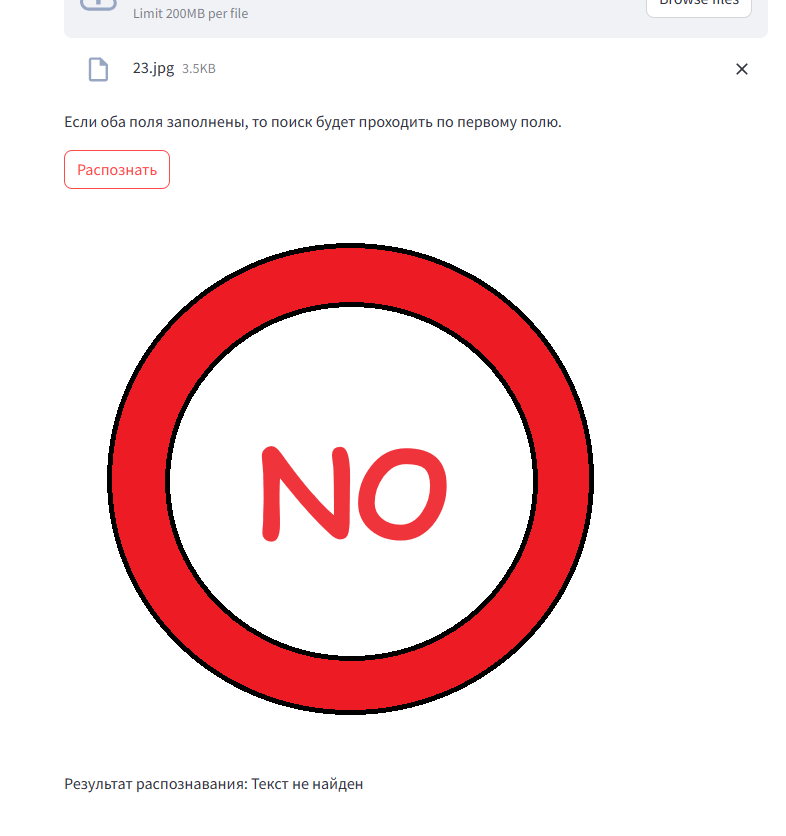 Limit 200MB per file
Browse files
23.jpg 3.5KB
Если оба поля заполнены, то поиск будет проходить по первому полю.
Распознать
NO
Результат распознавания: Текст не найден